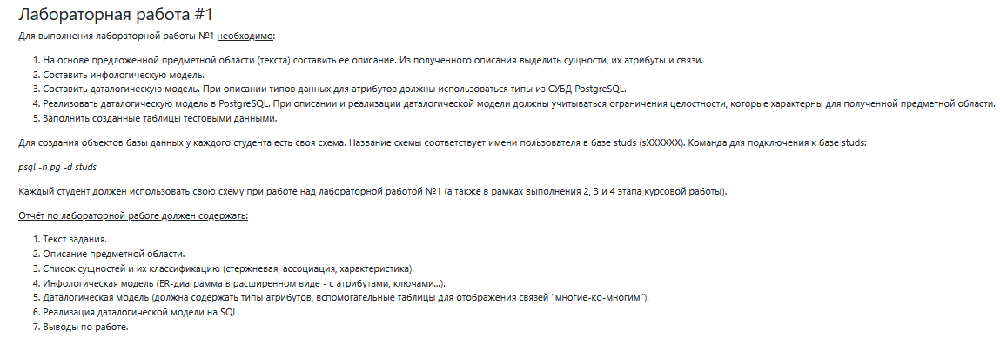 Лабораторная работа #1
Для выполнения лабораторной работы №1 необходимо:
1. На основе предложенной предметной области (текста) составить ее описание. Из полученного описания выделить сущности, их атрибуты и связи.
2. Составить инфологическую модель.
3. Составить даталогическую модель. При описании типов данных для атрибутов должны использоваться типы из СУБД PostgreSQL.
4. Реализовать даталогическую модель в PostgreSQL. При описании и реализации даталогической модели должны учитываться ограничения целостности, которые характерны для полученной предметной области.
5. Заполнить созданные таблицы тестовыми данными.
Для создания объектов базы данных у каждого студента есть своя схема. Название схемы соответствует имени пользователя в базе studs (sXXXXXX). Команда для подключения к базе studs:
psql -h pg -d studs
Каждый студент должен использовать свою схему при работе над лабораторной работой №1 (а также в рамках выполнения 2, 3 и 4 этапа курсовой работы).
Отчёт по лабораторной работе должен содержать:
1. Текст задания.
2. Описание предметной области.
3. Список сущностей и их классификацию (стержневая, ассоциация, характеристика).
4. Инфологическая модель (ER-диаграмма в расширенном виде - с атрибутами, ключами...).
5. Даталогическая модель (должна содержать типы атрибутов, вспомогательные таблицы для отображения связей "многие-ко-многим").
6. Реализация даталогической модели на SQL.
7. Выводы по работе.